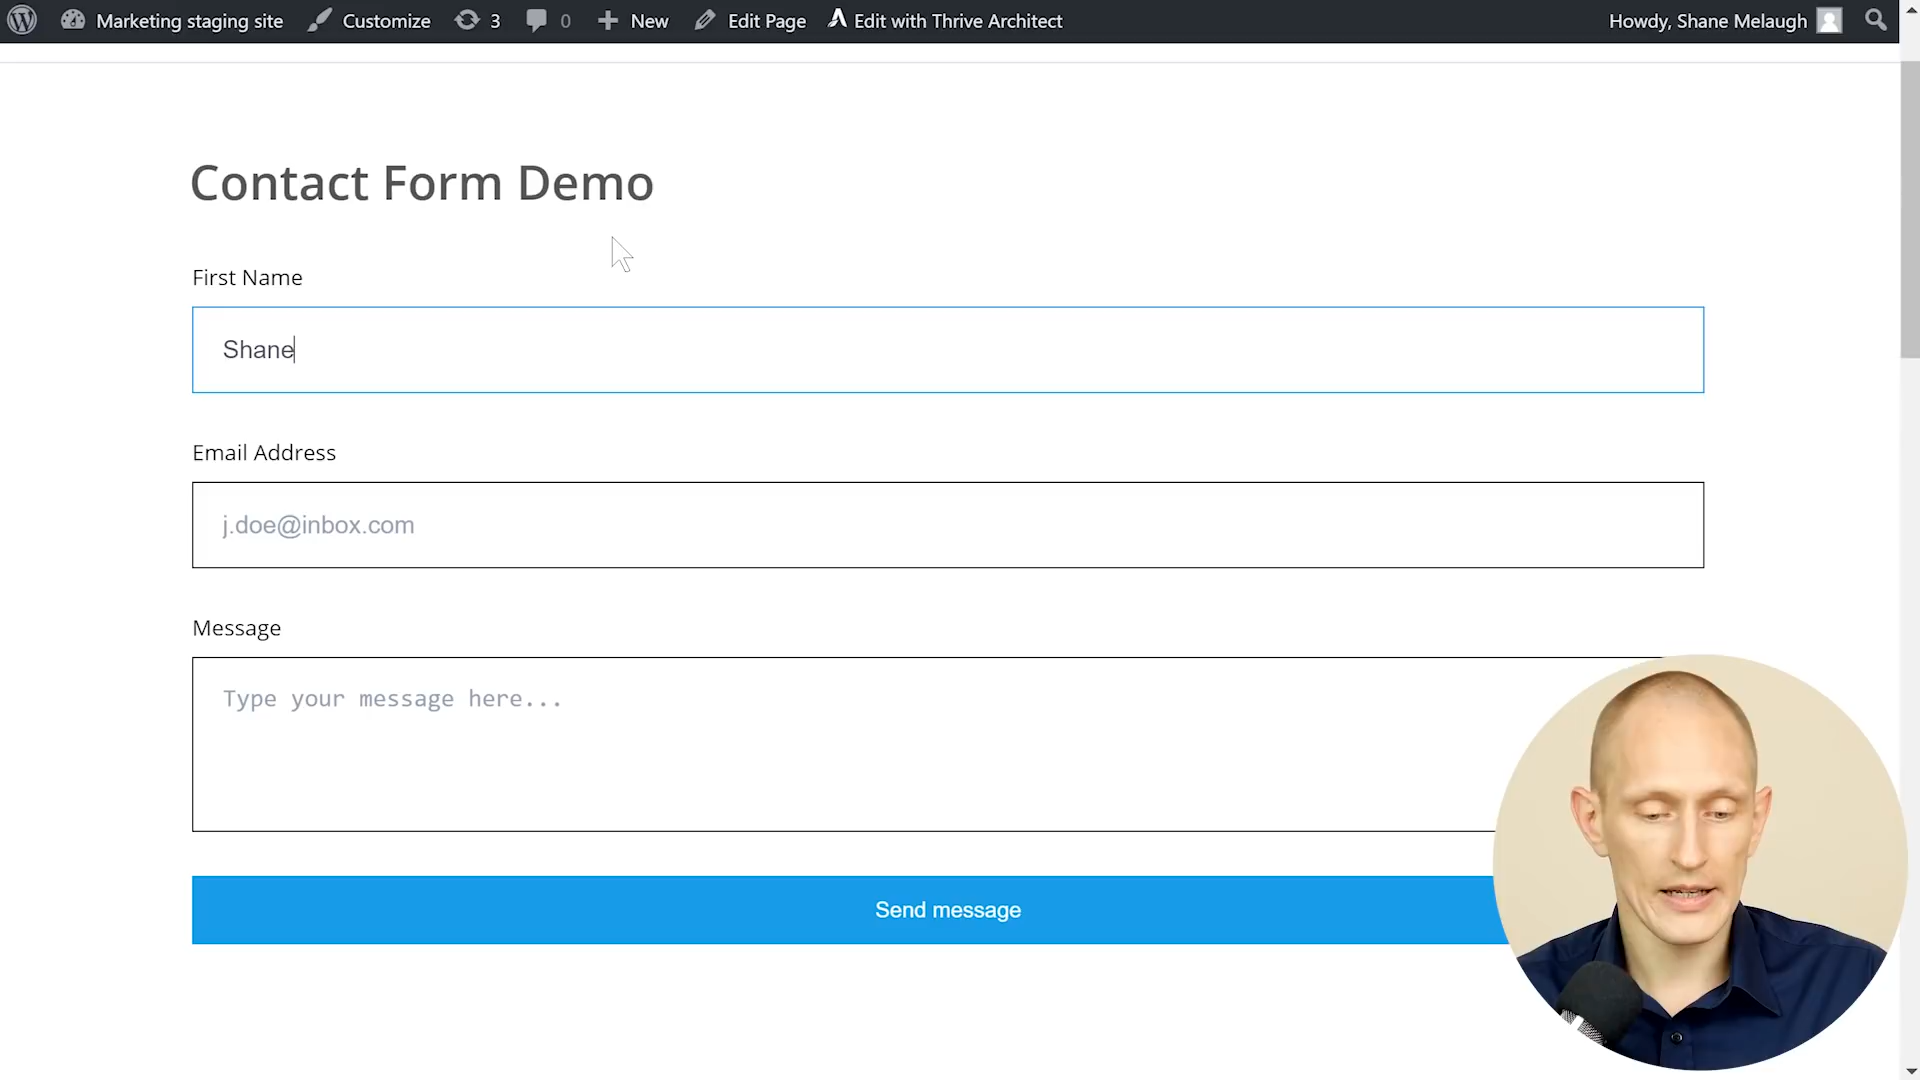 Marketing staging site Customize 3 0 New Edit Page Edit with Thrive Architect Howdy, Shane Melaugh
Contact Form Demo
First Name
Shane
Email Address
j.doe@inbox.com
Message
Type your message here...
Send message